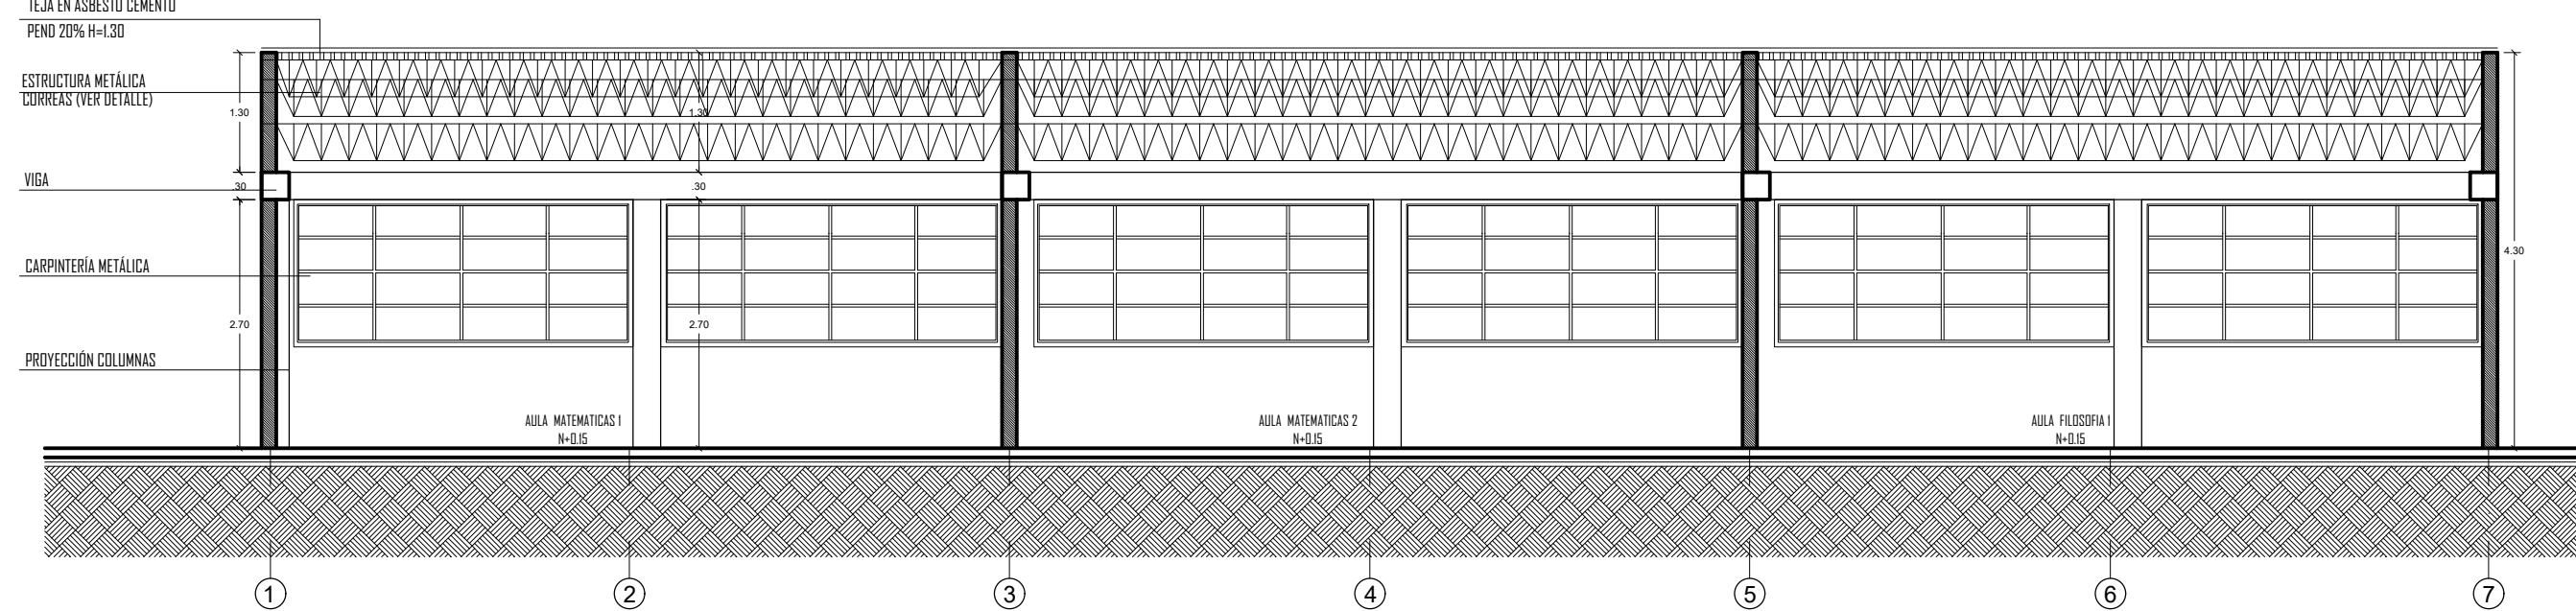 TEJA EN ASBESTO CEMENTO
PEND 20% H=1.30
ESTRUCTURA METÁLICA
CORREAS (VER DETALLE)
1.30
1.30
VIGA
.30
.30
CARPINTERÍA METÁLICA
4.30
2.70
2.70
PROYECCIÓN COLUMNAS
AULA MATEMATICAS 1
N+0.15
AULA MATEMATICAS 2
N+0.15
AULA FILOSOFIA 1
N+0.15
1 2 3 4 5 6 7